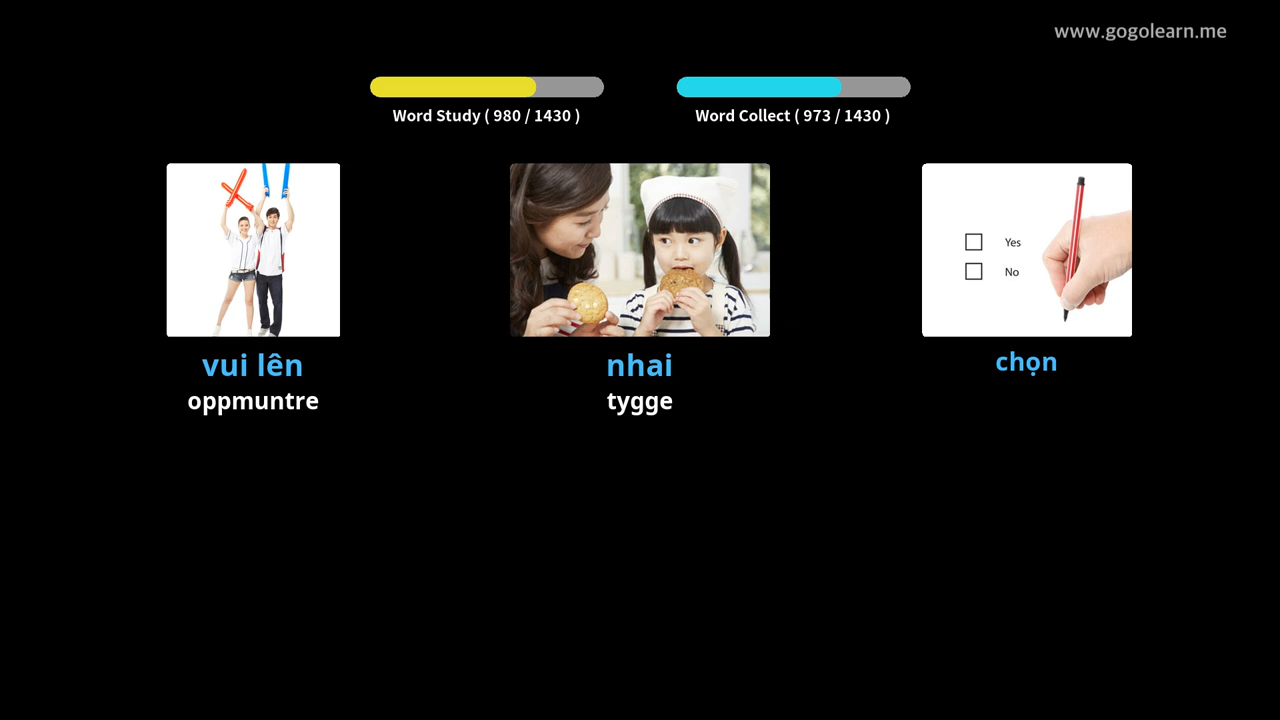 www.gogolearn.me
Word Study ( 980 / 1430 )
Word Collect ( 973 / 1430 )
Yes
No
vui lên
nhai
chọn
oppmuntre
tygge